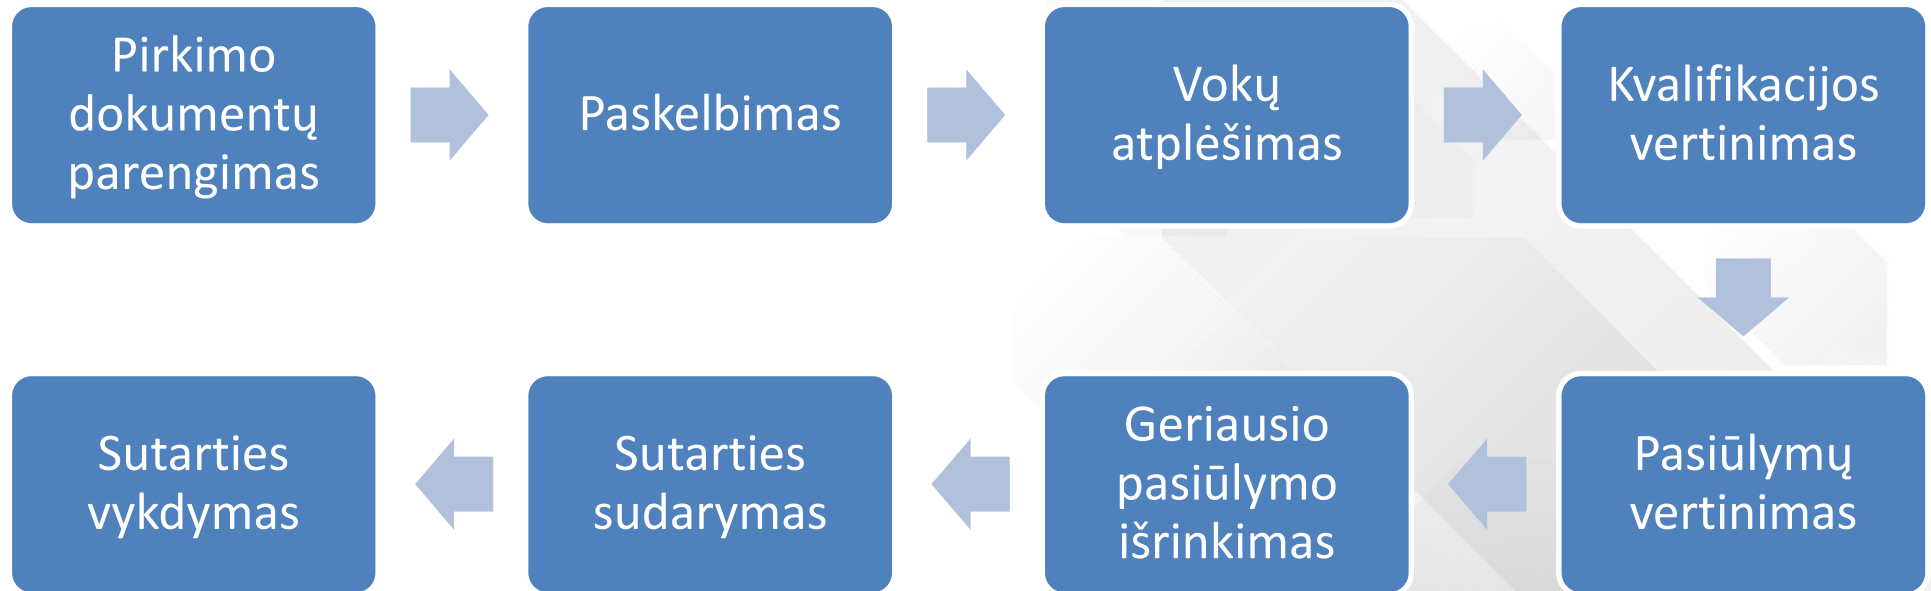 Pirkimo
dokumentų
parengimas
Paskelbimas
Vokų
atplėšimas
Kvalifikacijos
vertinimas
Pasiūlymų
vertinimas
Geriausio
pasiūlymo
išrinkimas
Sutarties
sudarymas
Sutarties
vykdymas